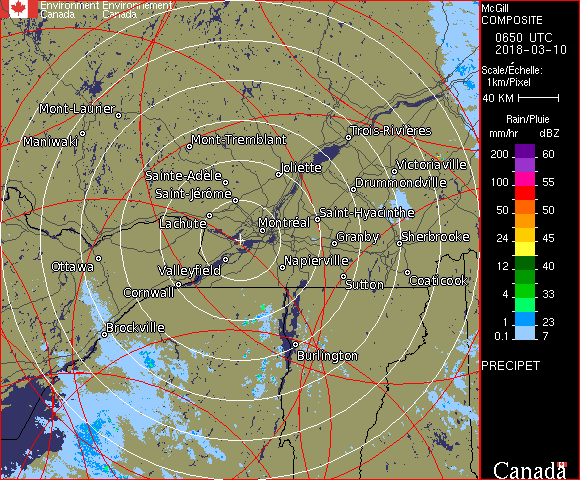 Environment Environnement
Canada Canada
McGill
COMPOSITE
0650 UTC
2018-03-10
Scale/Échelle:
1km/Pixel
40 KM
Rain/Pluie
mm/hr dBZ
200 60
155
100 55
50 50
24 45
12 40
4 33
1 23
0.1 7
PRECIPET
Canada
Mont-Laurier
Maniwaki
Mont-Tremblant
Trois-Rivières
Joliette
Victoriaville
Sainte-Adèle
Drummondville
Saint-Jérôme
Saint-Hyacinthe
Lachute
Montréal
Granby
Sherbrooke
Ottawa
Valleyfield
Napierville
Sutton
Coaticook
Cornwall
Brockville
Burlington